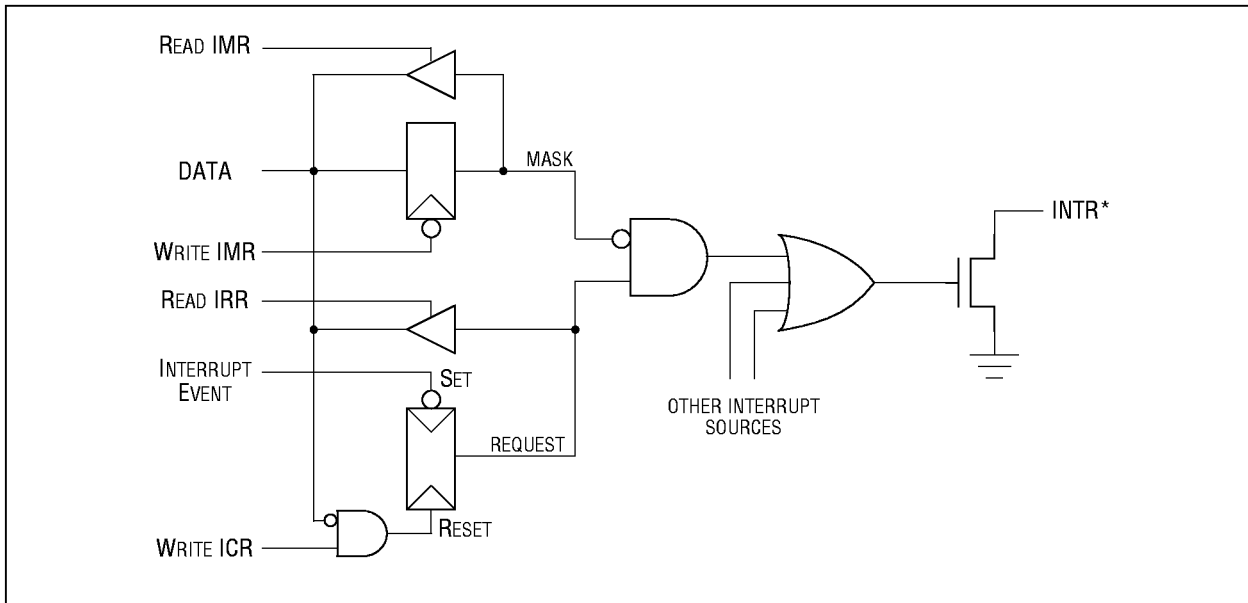 READ IMR
DATA
MASK
INTR*
WRITE IMR
READ IRR
INTERRUPT
EVENT
SET
OTHER INTERRUPT
SOURCES
REQUEST
RESET
WRITE ICR